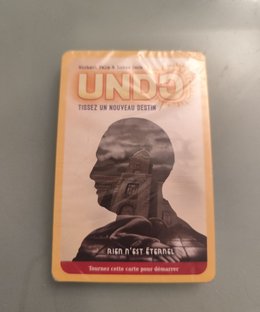 UNDO
TISSEZ UN NOUVEAU DESTIN
RIEN N'EST ÉTERNEL
Tournez cette carte pour démarrer